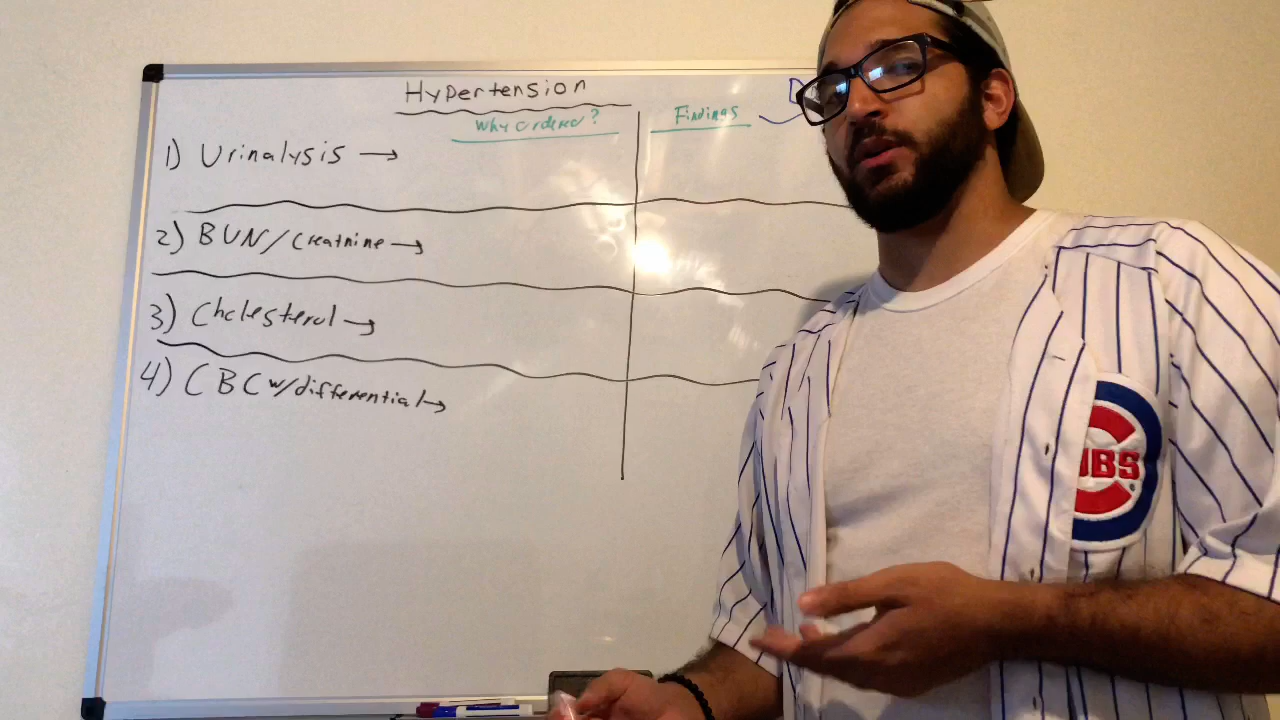 Hypertension
Why ordered? Findings
1) Urinalysis →
2) BUN/Creatnine →
3) Cholesterol →
4) CBC w/differential →
UBS